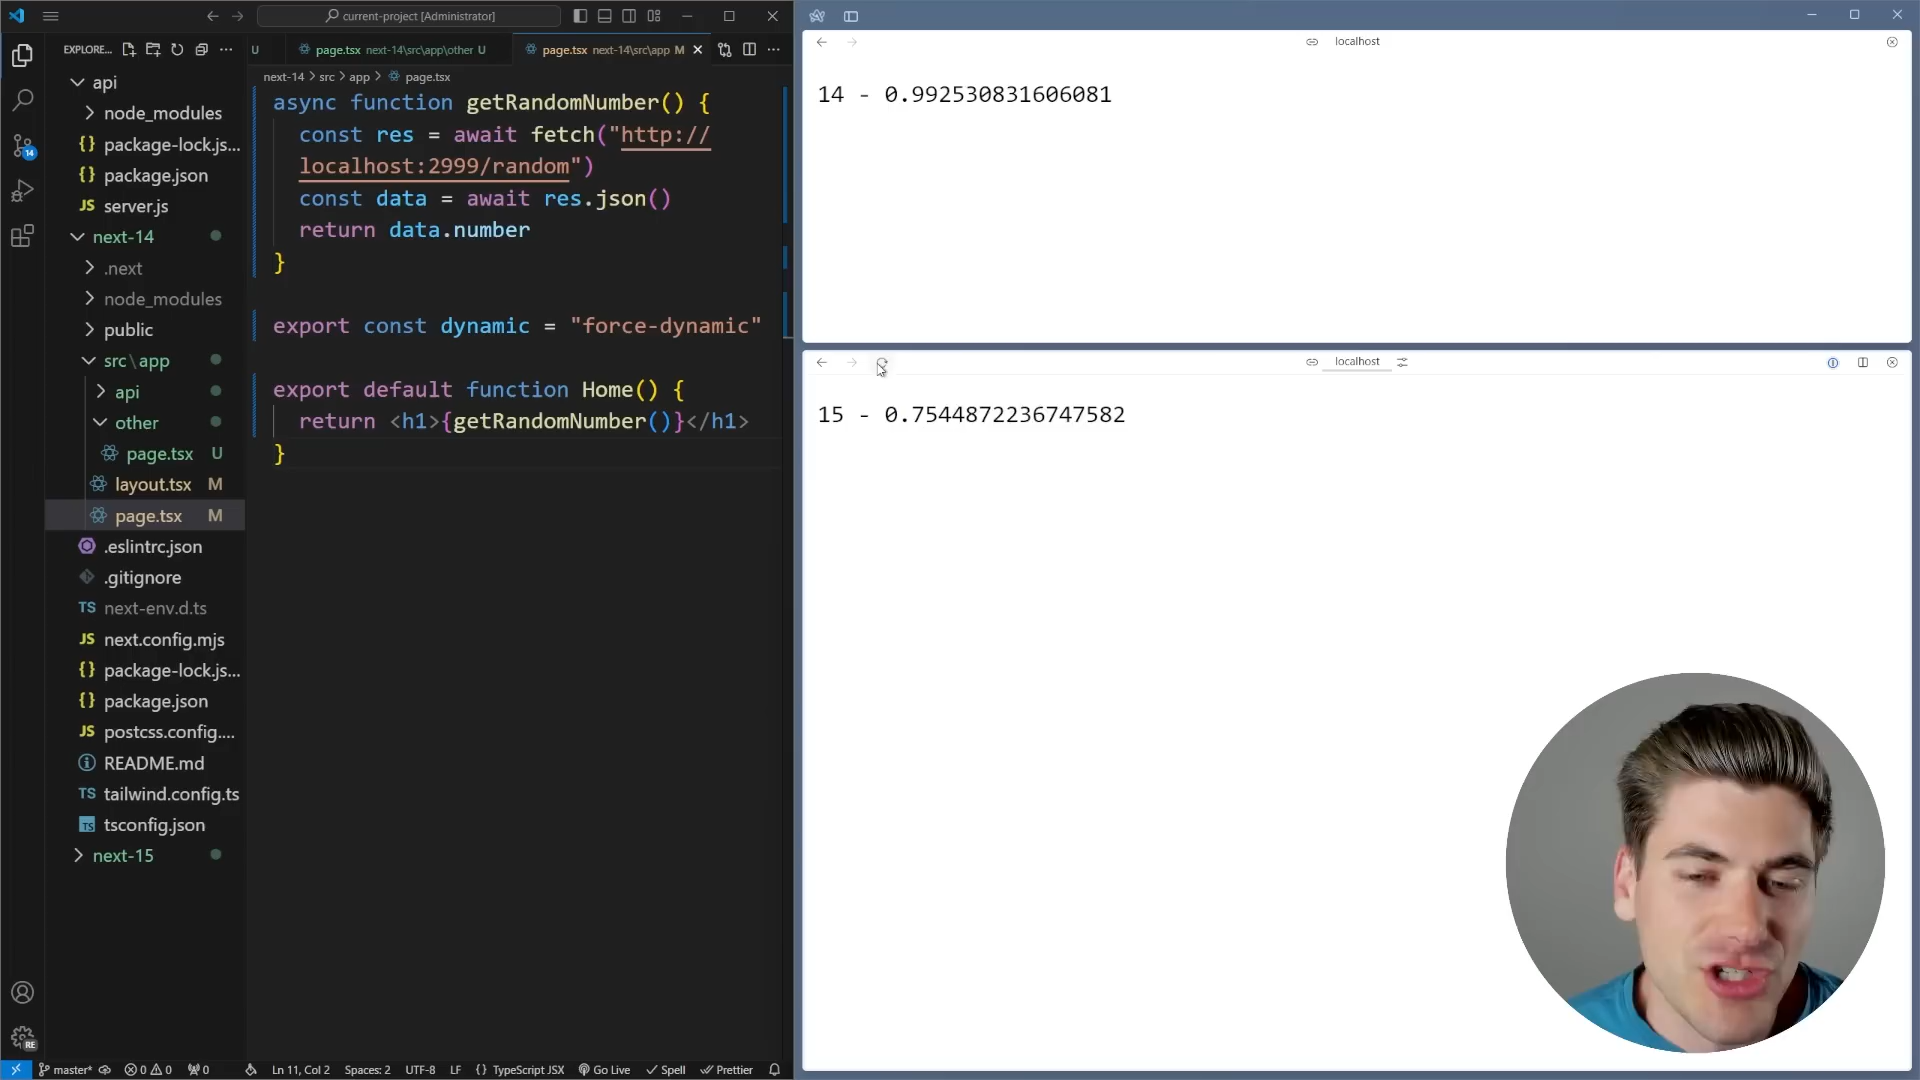 current-project [Administrator]
EXPLORE...
U
page.tsx next-14\src\app\other U
page.tsx next-14\src\app M
next-14 > src > app > page.tsx
api
node_modules
{} package-lock.js...
{} package.json
JS server.js
next-14
.next
node_modules
public
src\app
api
other
page.tsx U
layout.tsx M
page.tsx M
.eslintrc.json
.gitignore
TS next-env.d.ts
JS next.config.mjs
{} package-lock.js...
{} package.json
JS postcss.config....
README.md
TS tailwind.config.ts
TS tsconfig.json
next-15
14
RE
async function getRandomNumber() {
const res = await fetch("http://
localhost:2999/random")
const data = await res.json()
return data.number
}
export const dynamic = "force-dynamic"
export default function Home() {
return <h1>{getRandomNumber()}</h1>
}
master* 0 0 0 Ln 11, Col 2 Spaces: 2 UTF-8 LF {} TypeScript JSX Go Live Spell Prettier
localhost
14 - 0.992530831606081
localhost
15 - 0.7544872236747582